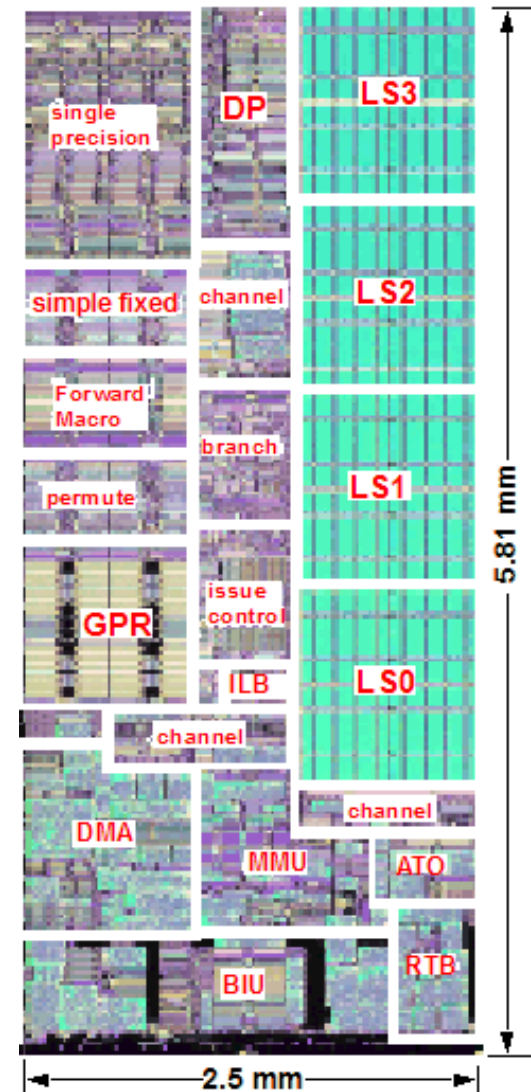 single
precision
DP
LS3
simple fixed
channel
LS2
Forward
Macro
branch
permute
LS1
5.81 mm
GPR
issue
control
ILB
LS0
channel
channel
DMA
MMU
ATO
BIU
RTB
2.5 mm